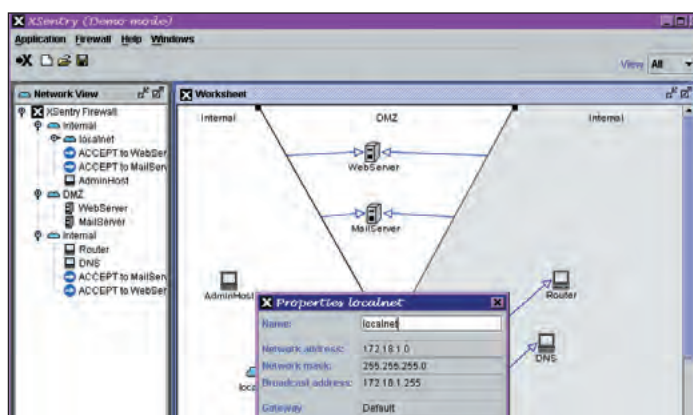 XSentry (Demo mode)
Application Firewall Help Windows
View All
Network View
XSentry Firewall
Internal
localnet
ACCEPT to WebSer
ACCEPT to MailSer
AdminHost
DMZ
WebServer
MailServer
Internal
Router
DNS
ACCEPT to MailSer
ACCEPT to WebSer
Worksheet
Internal DMZ Internal
WebServer
MailServer
AdminHost
Router
DNS
loca
Properties localnet
Name: localnet
Network address: 172.18.1.0
Network mask: 255.255.255.0
Broadcast address: 172.18.1.255
Gateway Default